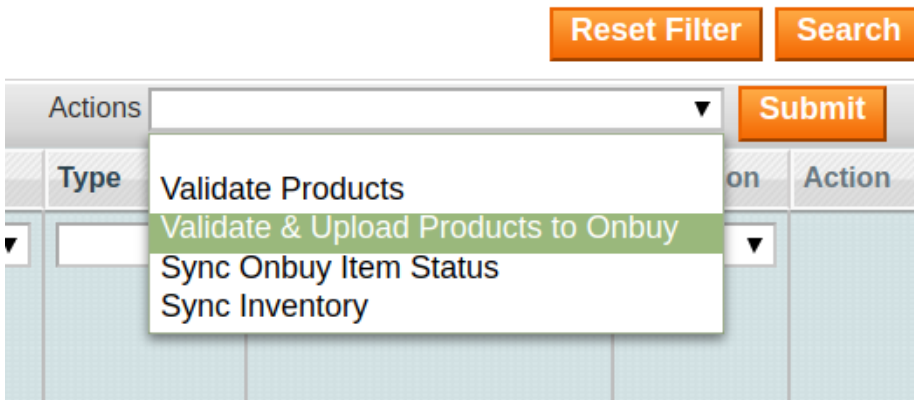 Reset Filter Search
Actions Submit
Type on Action
Validate Products
Validate & Upload Products to Onbuy
Sync Onbuy Item Status
Sync Inventory